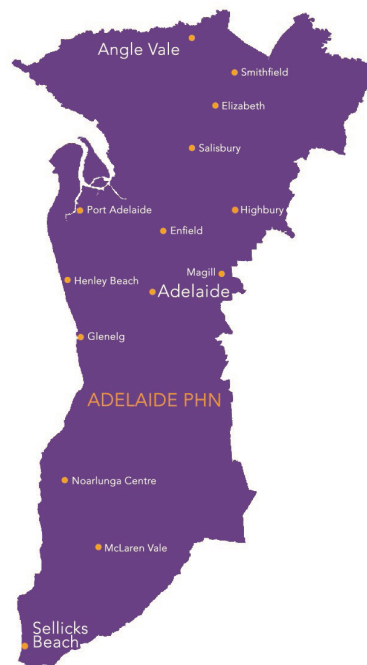 Angle Vale
Smithfield
Elizabeth
Salisbury
Port Adelaide
Highbury
Enfield
Magill
Henley Beach
Adelaide
Glenelg
ADELAIDE PHN
Noarlunga Centre
McLaren Vale
Sellicks
Beach